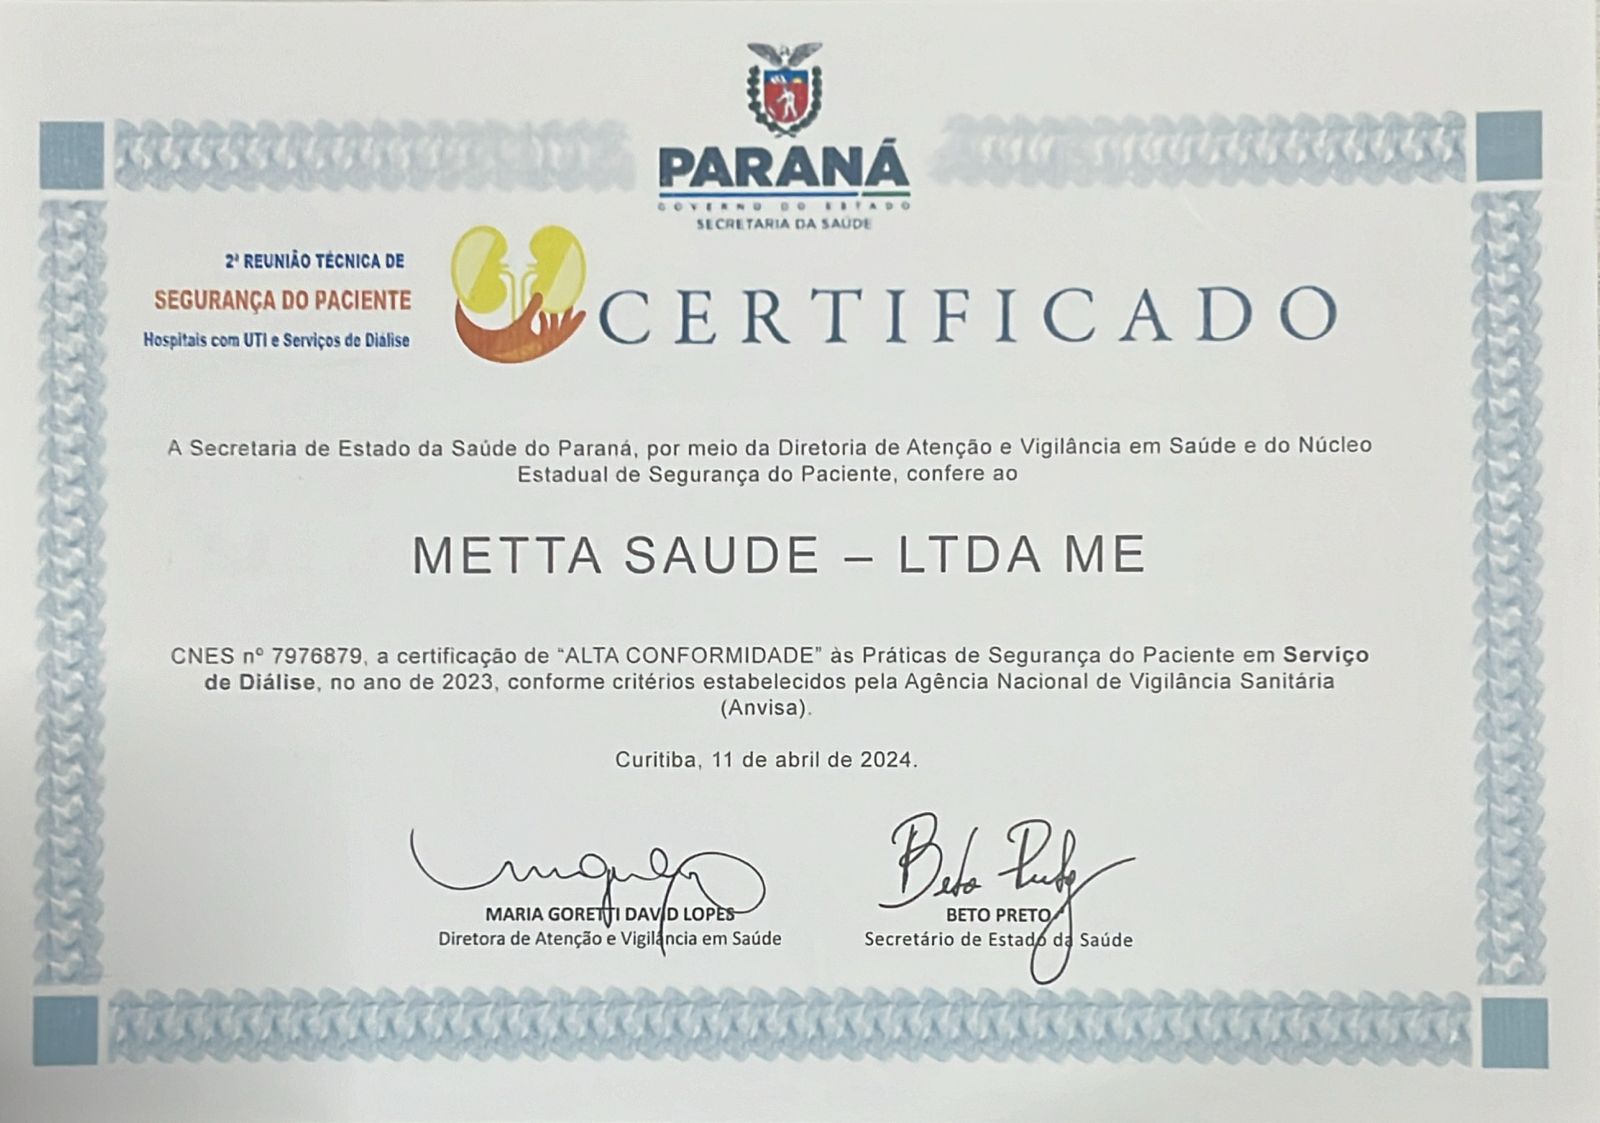 PARANÁ
GOVERNO DO ESTADO
SECRETARIA DA SAÚDE
2ª REUNIÃO TÉCNICA DE
SEGURANÇA DO PACIENTE
Hospitais com UTI e Serviços de Diálise
CERTIFICADO
A Secretaria de Estado da Saúde do Paraná, por meio da Diretoria de Atenção e Vigilância em Saúde e do Núcleo
Estadual de Segurança do Paciente, confere ao
METTA SAUDE – LTDA ME
CNES nº 7976879, a certificação de “ALTA CONFORMIDADE” às Práticas de Segurança do Paciente em Serviço
de Diálise, no ano de 2023, conforme critérios estabelecidos pela Agência Nacional de Vigilância Sanitária
(Anvisa).
Curitiba, 11 de abril de 2024.
Beto Preto
MARIA GORETTI DAVID LOPES
Diretora de Atenção e Vigilância em Saúde
BETO PRETO
Secretário de Estado da Saúde